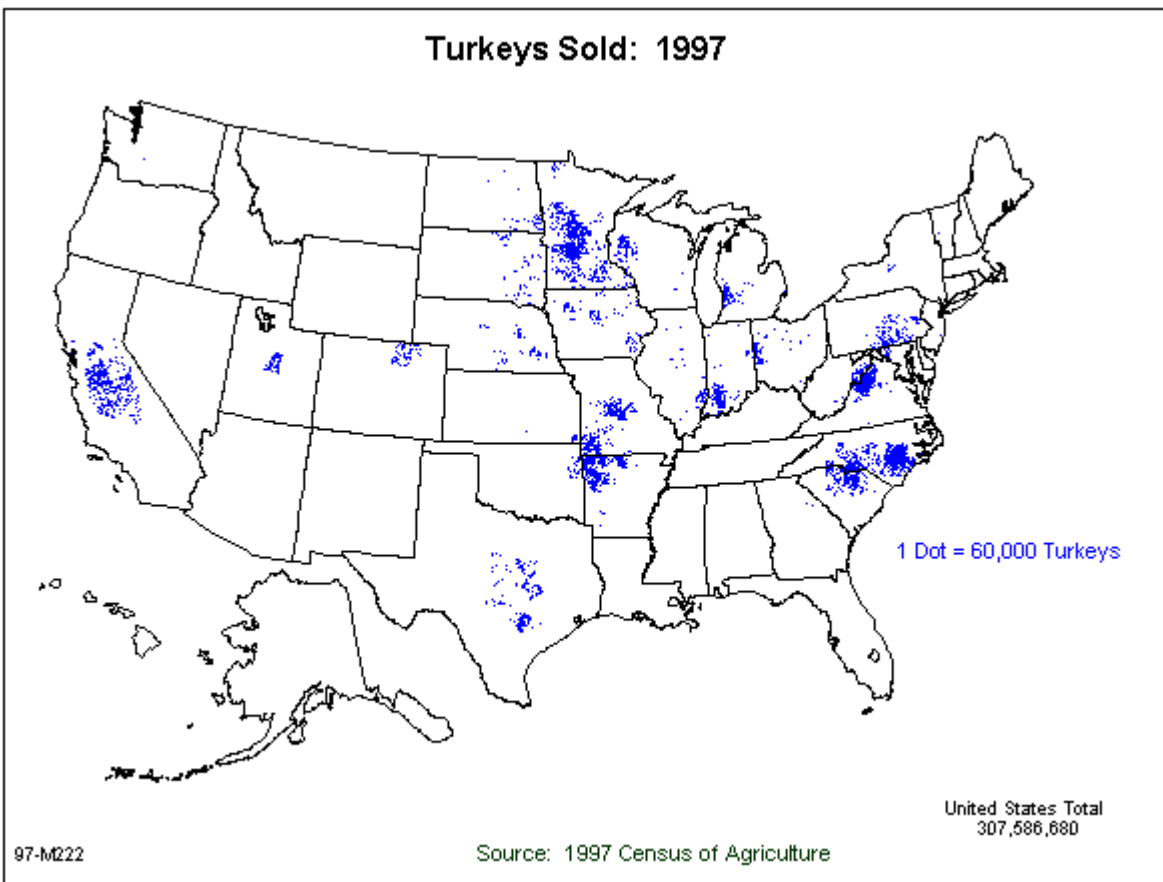 Turkeys Sold: 1997
1 Dot = 60,000 Turkeys
United States Total
307,586,680
97-M222
Source: 1997 Census of Agriculture